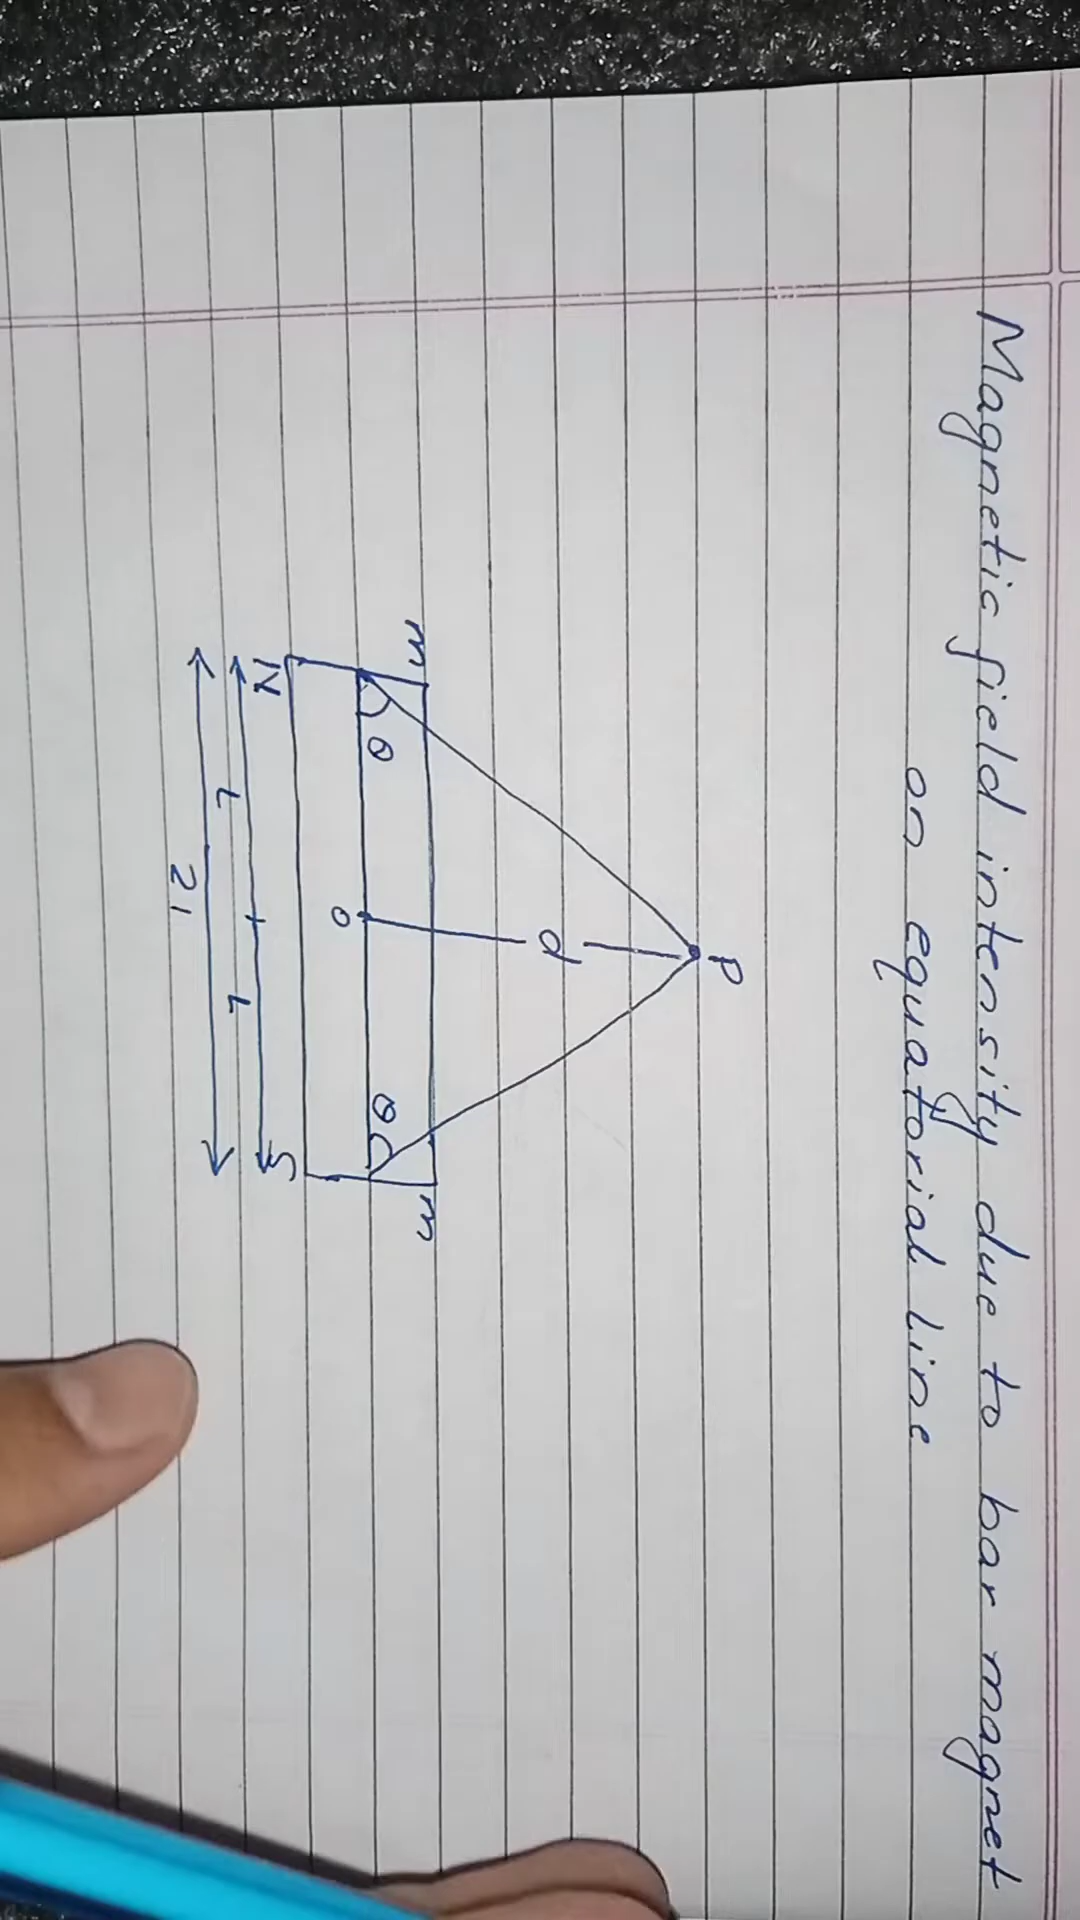 Magnetic field intensity due to bar magnet
on equatorial line
P
d
m
m
θ
θ
O
N
S
L
L
2l